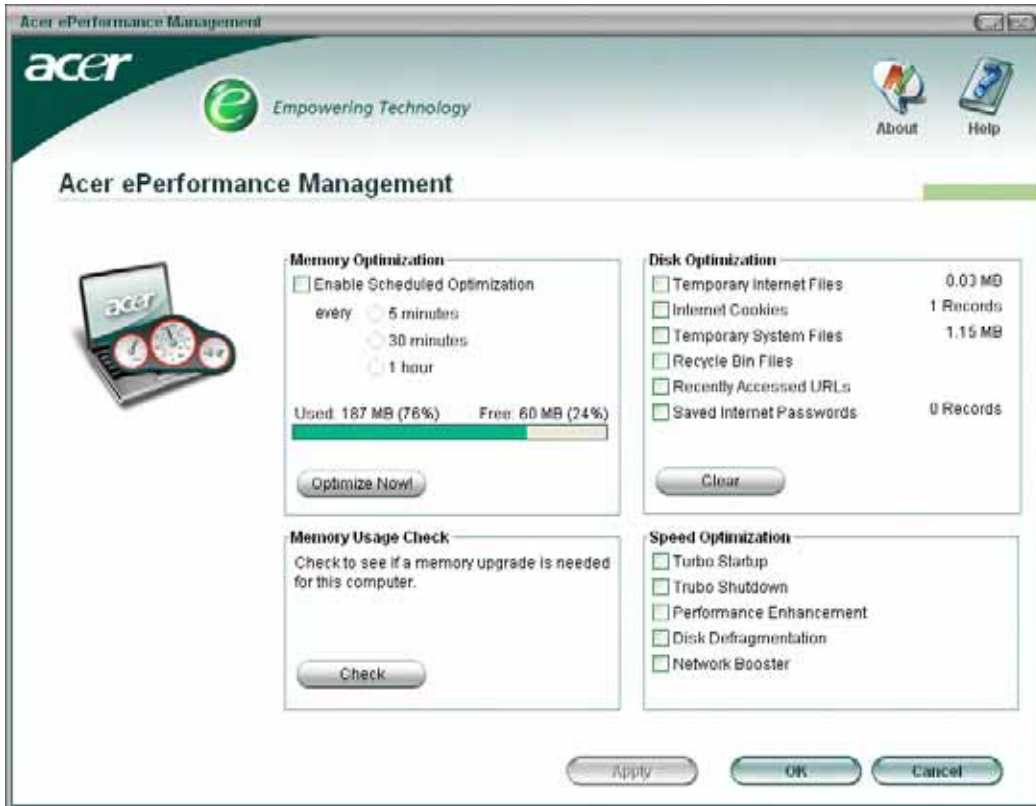 Acer ePerformance Management
acer
e Empowering Technology
About
Help
Acer ePerformance Management
acer
Memory Optimization
Enable Scheduled Optimization
every 5 minutes
30 minutes
1 hour
Used: 187 MB (76%) Free: 60 MB (24%)
Optimize Now!
Disk Optimization
Temporary Internet Files 0.03 MB
Internet Cookies 1 Records
Temporary System Files 1.15 MB
Recycle Bin Files
Recently Accessed URLs
Saved Internet Passwords 0 Records
Clear
Memory Usage Check
Check to see if a memory upgrade is needed
for this computer.
Check
Speed Optimization
Turbo Startup
Trubo Shutdown
Performance Enhancement
Disk Defragmentation
Network Booster
Apply OK Cancel